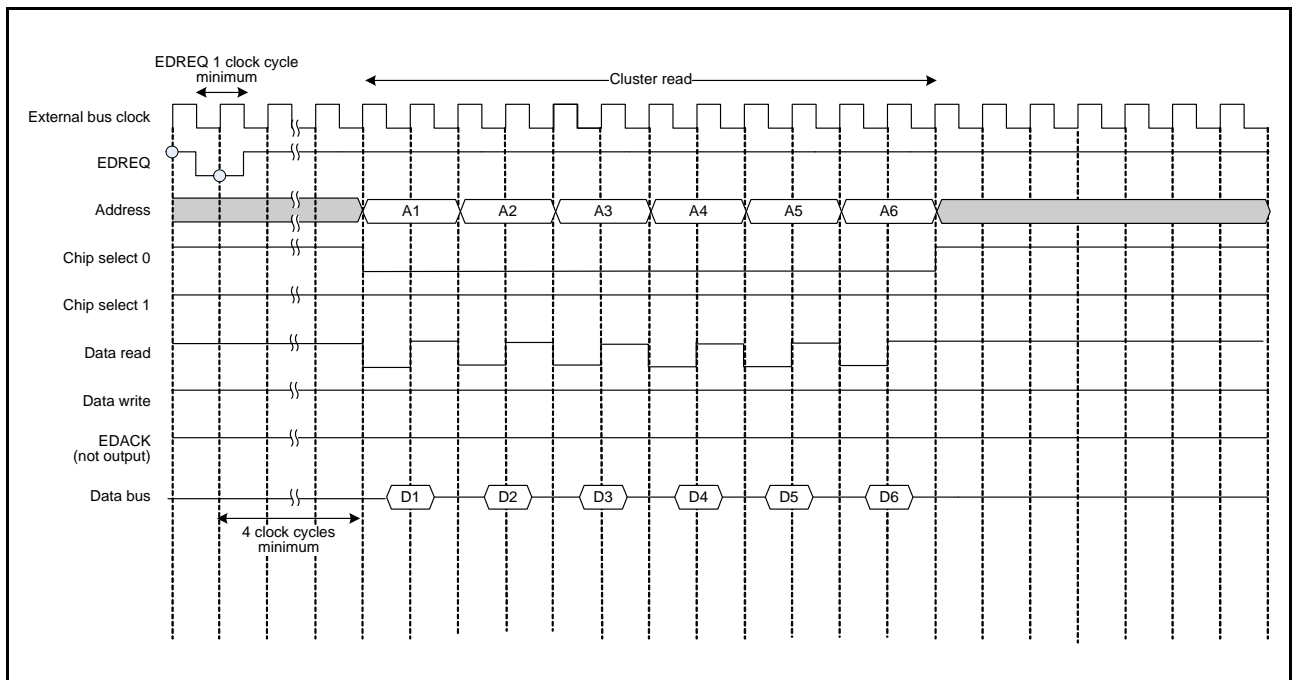 EDREQ 1 clock cycle
minimum
Cluster read
External bus clock
EDREQ
Address
A1 A2 A3 A4 A5 A6
Chip select 0
Chip select 1
Data read
Data write
EDACK
(not output)
Data bus
D1 D2 D3 D4 D5 D6
4 clock cycles
minimum